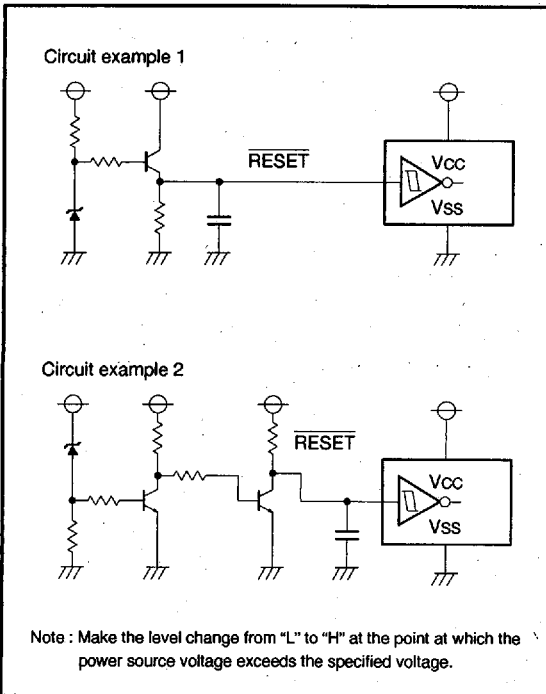 Circuit example 1
RESET
VCC
VSS
Circuit example 2
RESET
VCC
VSS
Note : Make the level change from “L” to “H” at the point at which the
power source voltage exceeds the specified voltage.